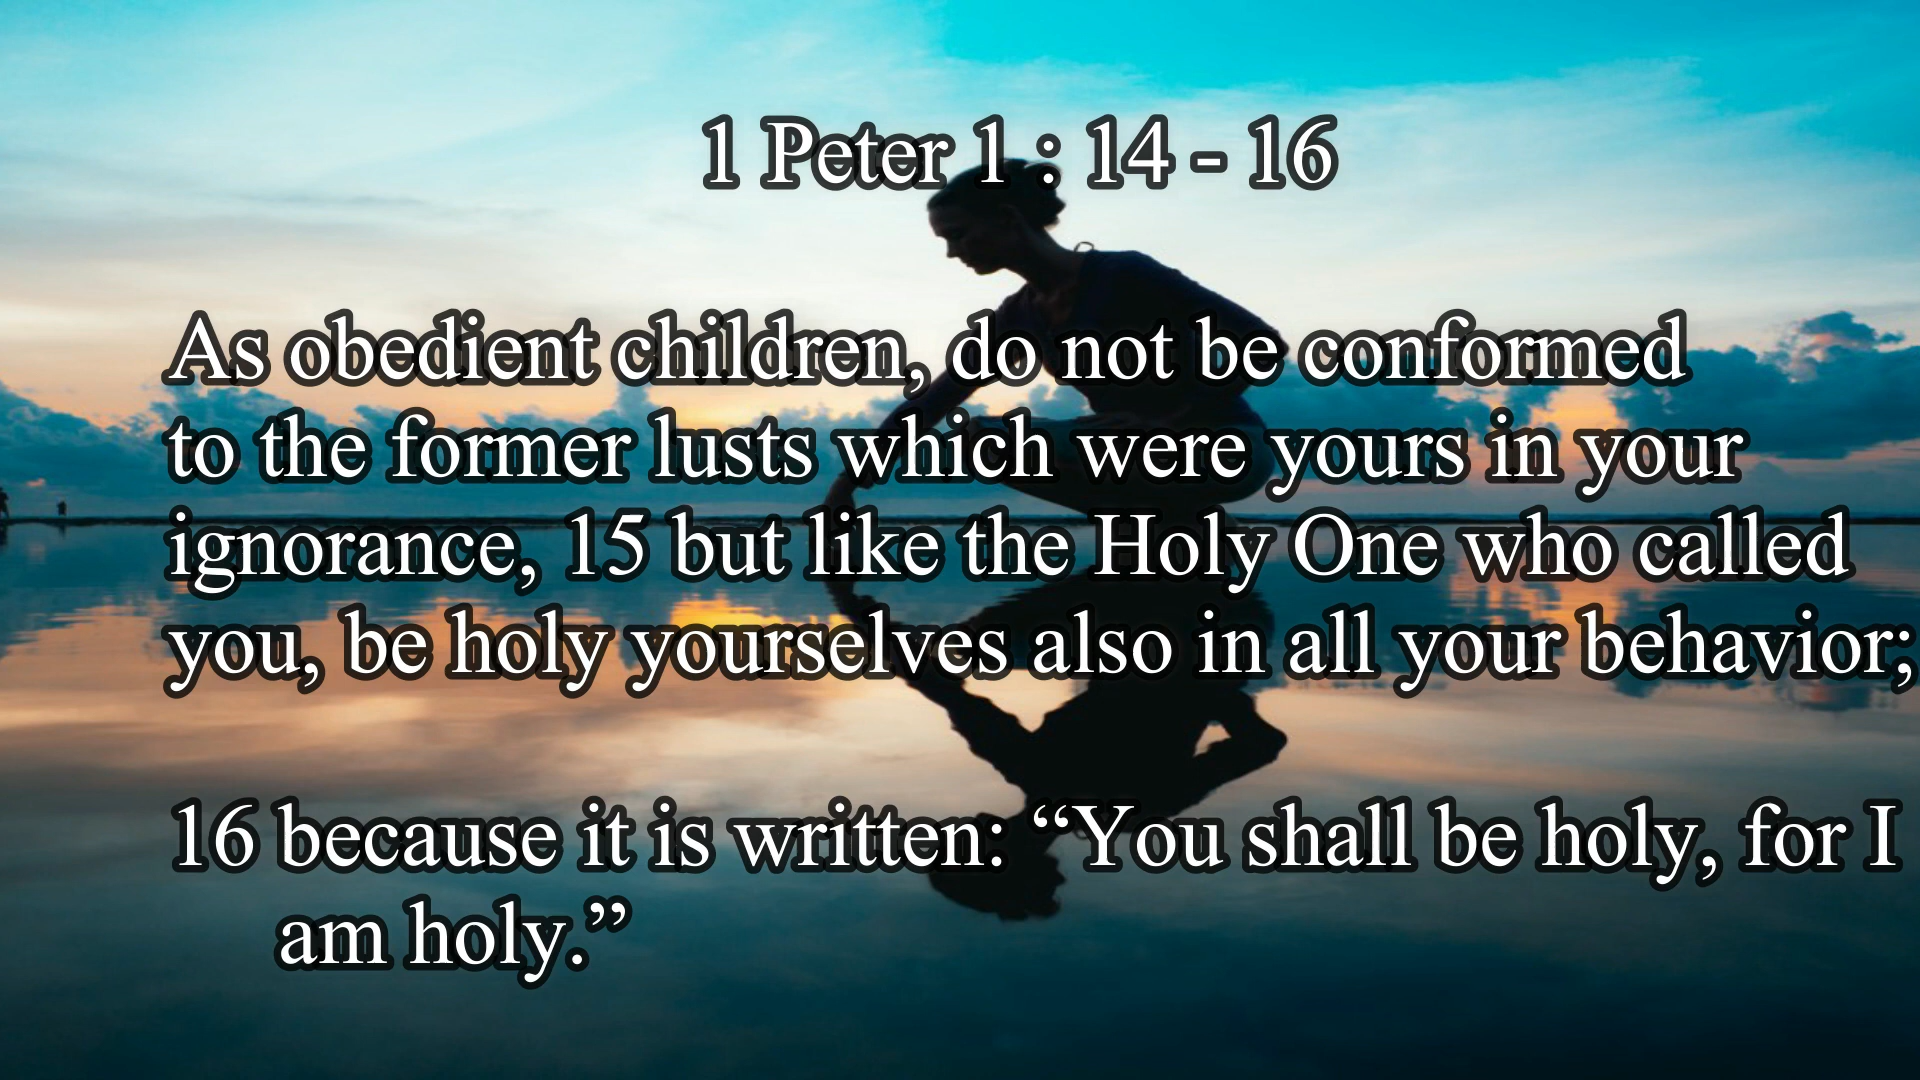 1 Peter 1 : 14 - 16
As obedient children, do not be conformed
to the former lusts which were yours in your
ignorance, 15 but like the Holy One who called
you, be holy yourselves also in all your behavior;
16 because it is written: “You shall be holy, for I
am holy.”